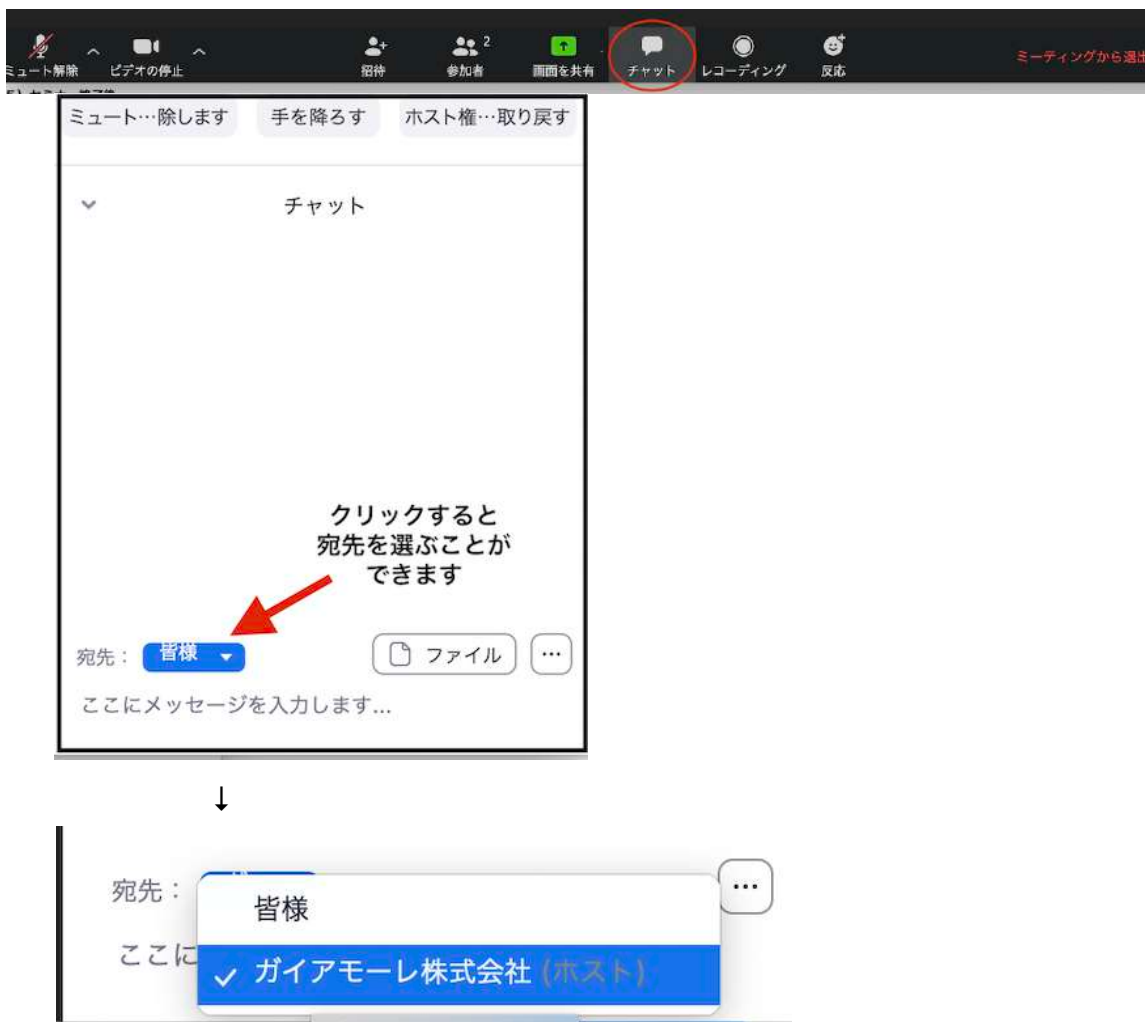 ミュート解除
ビデオの停止
招待
参加者 2
画面を共有
チャット
レコーディング
反応
ミーティングから退出
ミュート…除します 手を降ろす ホスト権…取り戻す
チャット
クリックすると
宛先を選ぶことが
できます
宛先： 皆様 ファイル …
ここにメッセージを入力します...
↓
宛先： …
皆様
ここに
ガイアモーレ株式会社 (ホスト)